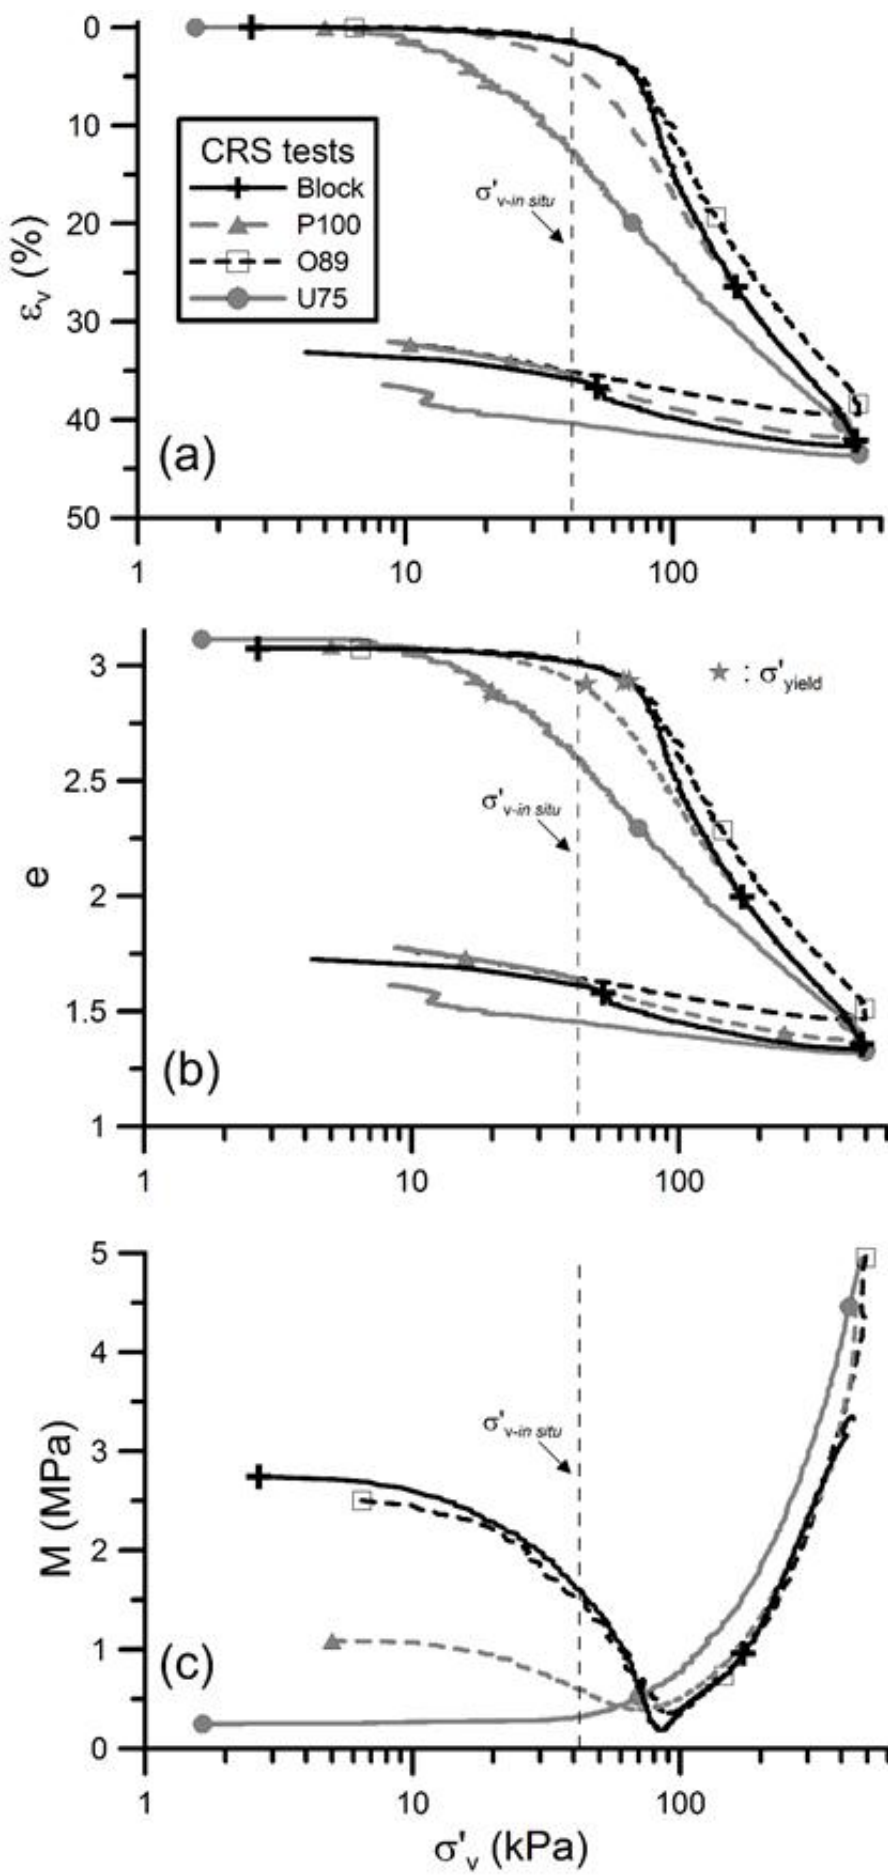 0
10
20
30
40
50
εv (%)
CRS tests
Block
P100
O89
U75
σ'v-in situ
(a)
1 10 100
3
2.5
2
1.5
1
e
★ : σ'yield
σ'v-in situ
(b)
1 10 100
5
4
3
2
1
0
M (MPa)
σ'v-in situ
(c)
1 10 100
σ'v (kPa)